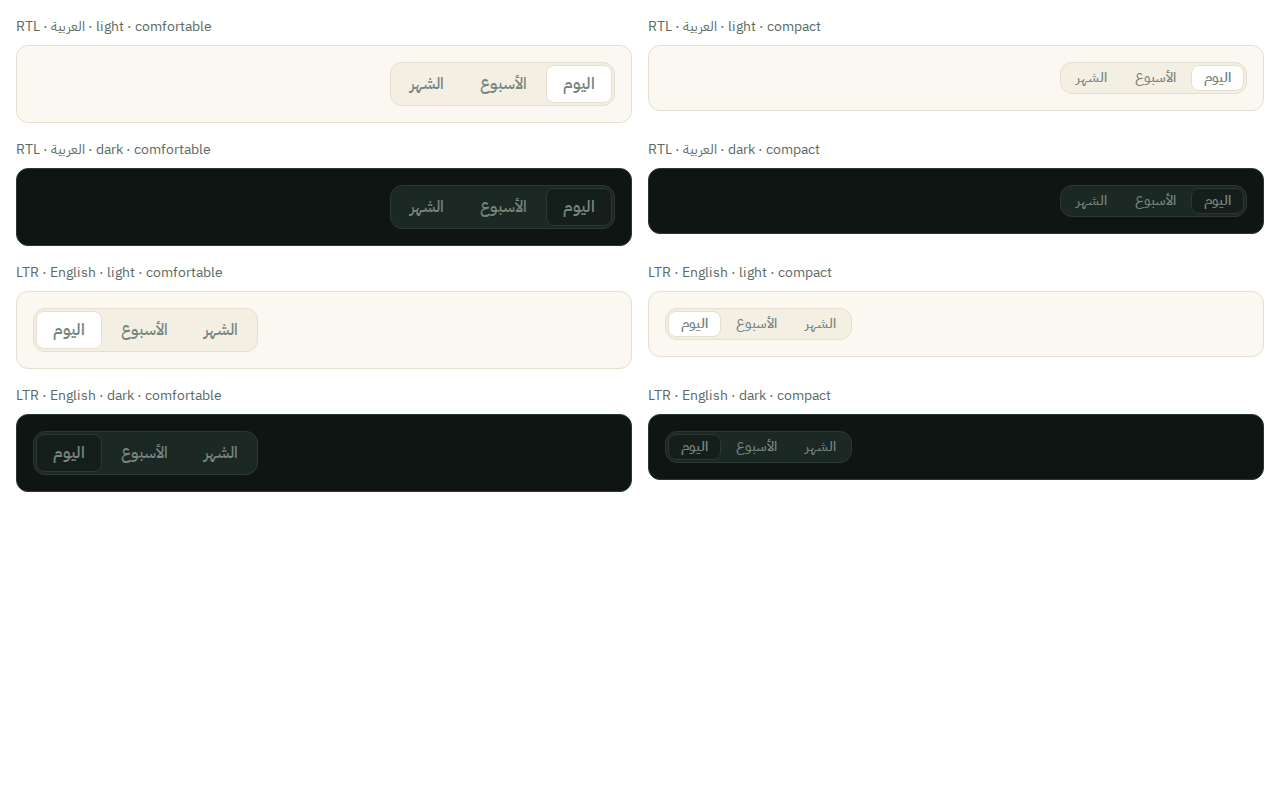 RTL · العربية · light · comfortable
اليوم الأسبوع الشهر
RTL · العربية · light · compact
اليوم الأسبوع الشهر
RTL · العربية · dark · comfortable
اليوم الأسبوع الشهر
RTL · العربية · dark · compact
اليوم الأسبوع الشهر
LTR · English · light · comfortable
اليوم الأسبوع الشهر
LTR · English · light · compact
اليوم الأسبوع الشهر
LTR · English · dark · comfortable
اليوم الأسبوع الشهر
LTR · English · dark · compact
اليوم الأسبوع الشهر